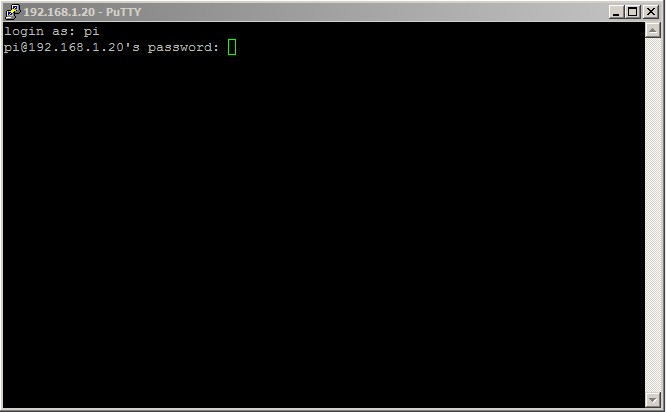 192.168.1.20 - PuTTY
login as: pi
pi@192.168.1.20's password: